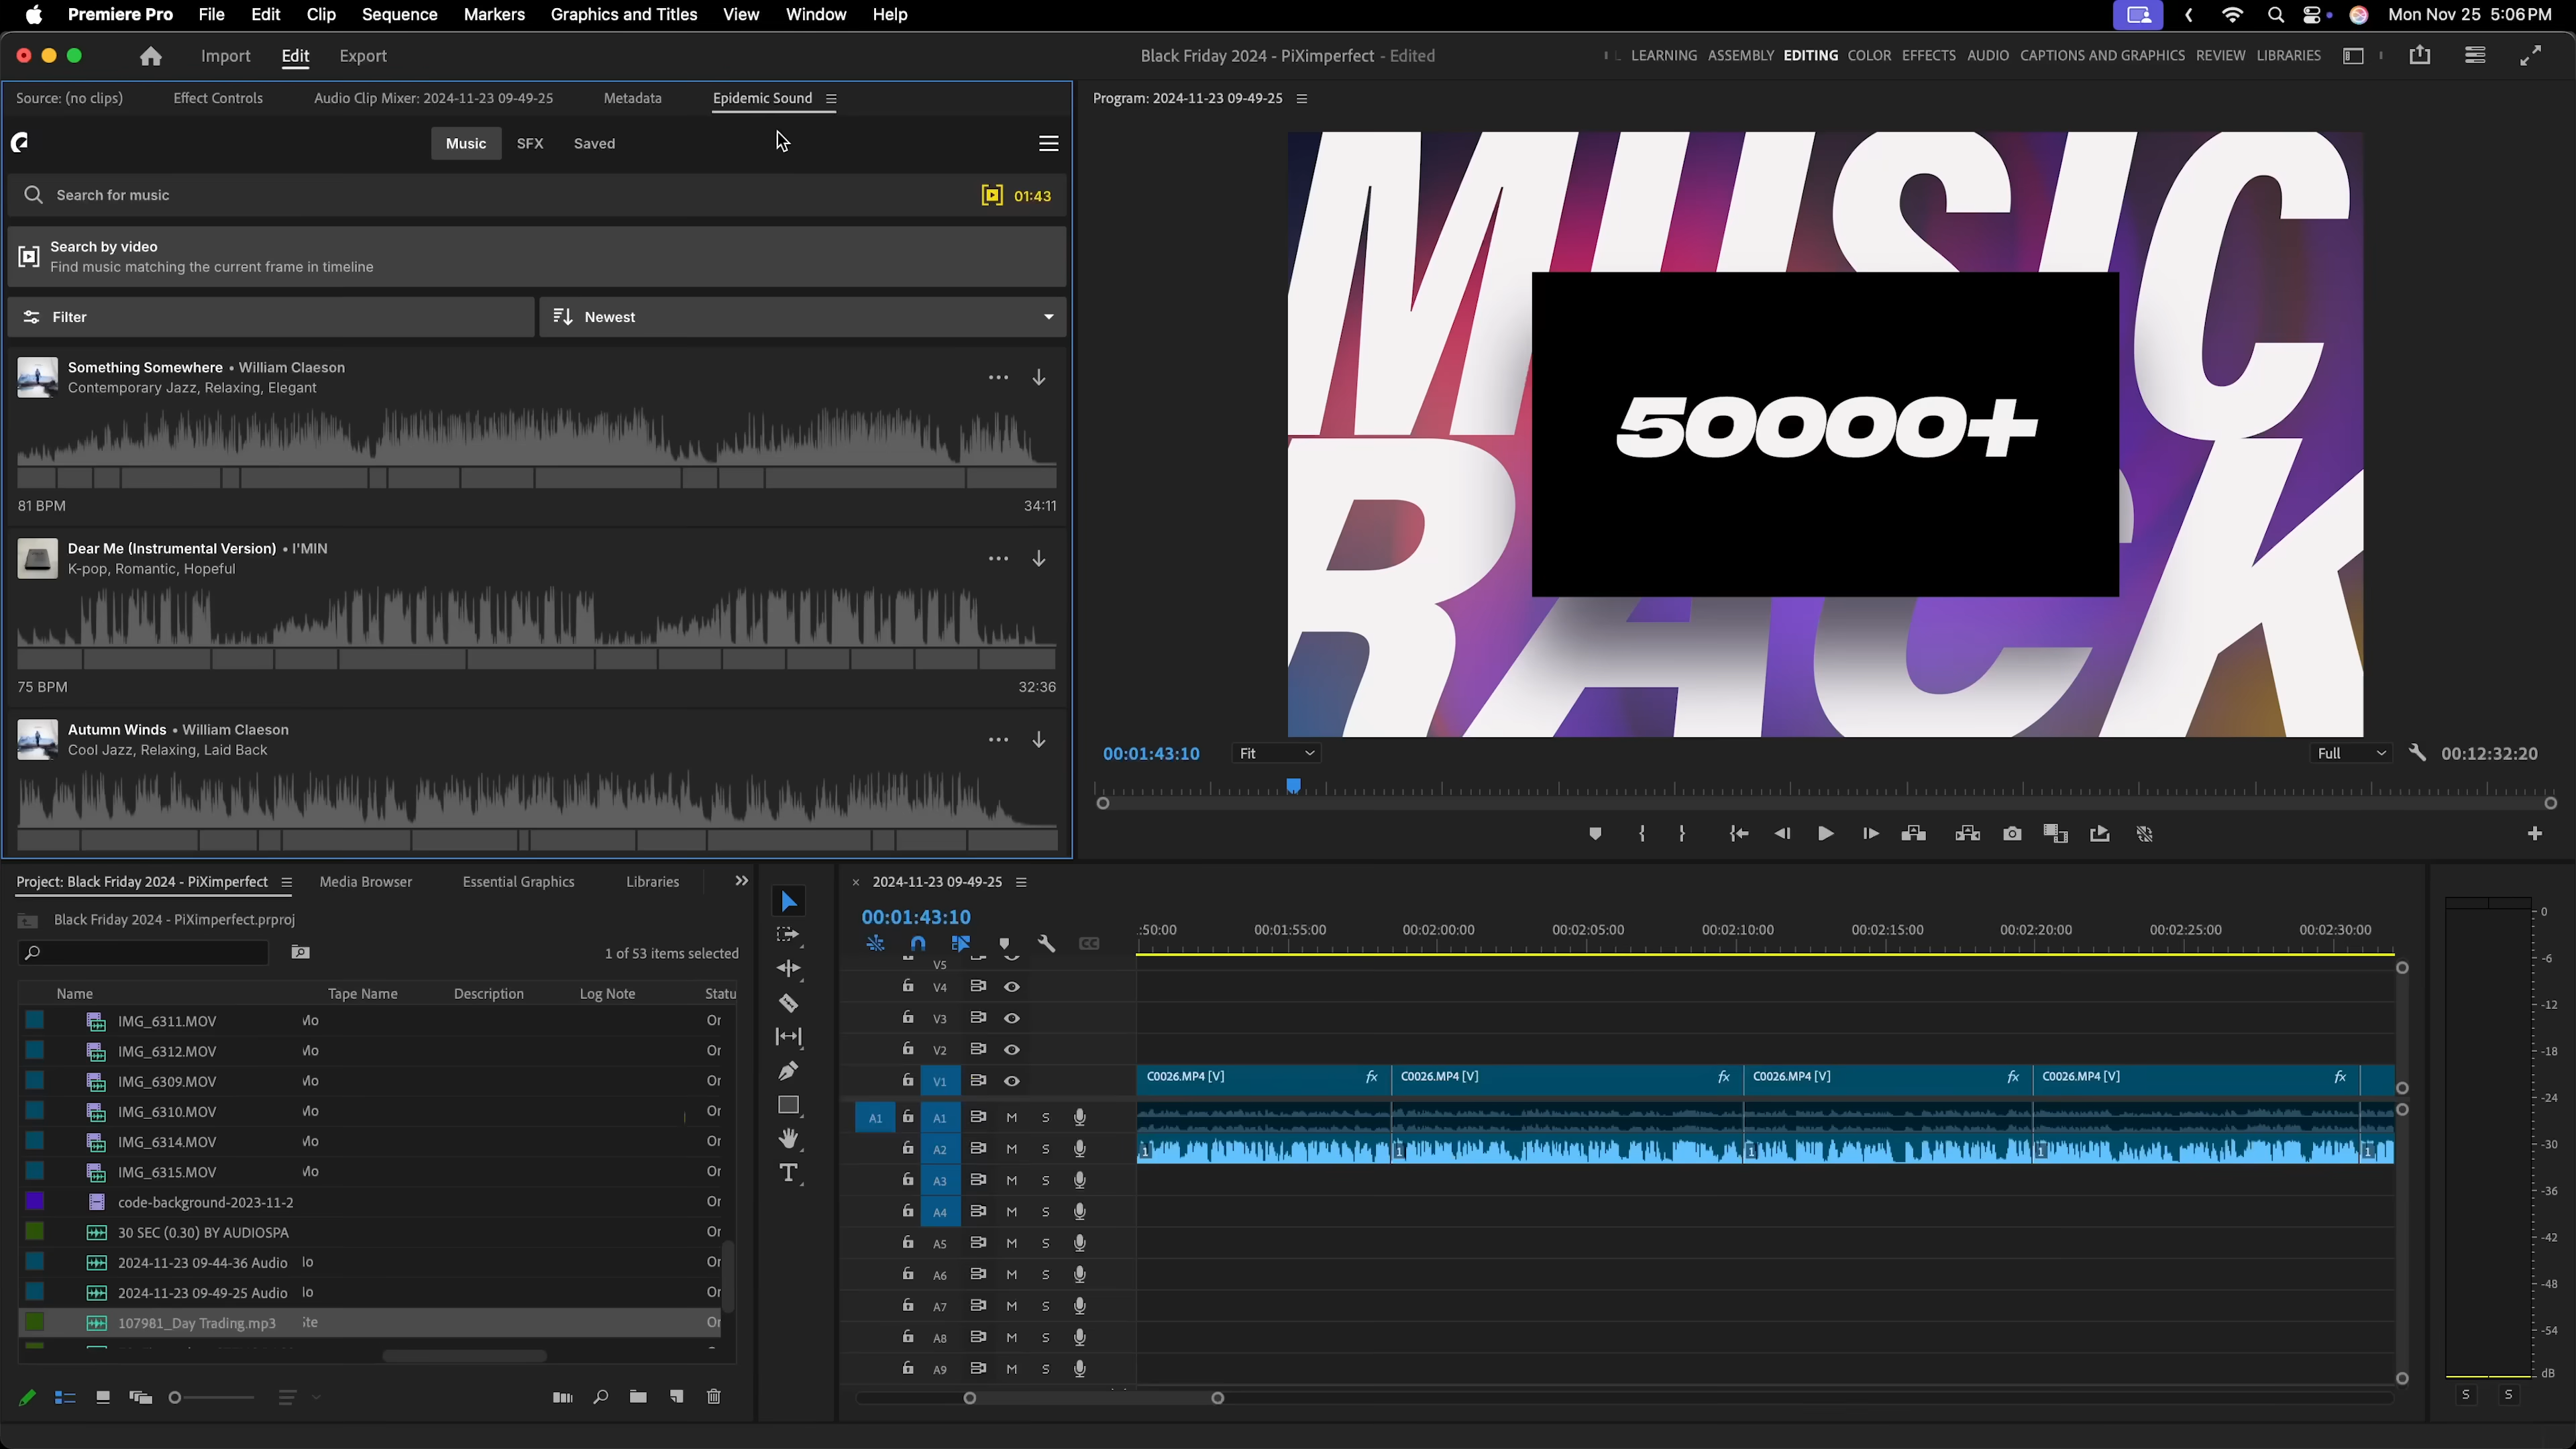 Premiere Pro File Edit Clip Sequence Markers Graphics and Titles View Window Help Mon Nov 25 5:06 PM
Import Edit Export Black Friday 2024 - PiXimperfect - Edited LEARNING ASSEMBLY EDITING COLOR EFFECTS AUDIO CAPTIONS AND GRAPHICS REVIEW LIBRARIES
Source: (no clips) Effect Controls Audio Clip Mixer: 2024-11-23 09-49-25 Metadata Epidemic Sound
Music SFX Saved
Search for music 01:43
Search by video
Find music matching the current frame in timeline
Filter Newest
Something Somewhere • William Claeson
Contemporary Jazz, Relaxing, Elegant
81 BPM 34:11
Dear Me (Instrumental Version) • I'MIN
K-pop, Romantic, Hopeful
75 BPM 32:36
Autumn Winds • William Claeson
Cool Jazz, Relaxing, Laid Back
Program: 2024-11-23 09-49-25
MUSIC
50000+
RACK
00:01:43:10 Fit Full 00:12:32:20
Project: Black Friday 2024 - PiXimperfect Media Browser Essential Graphics Libraries
Black Friday 2024 - PiXimperfect.prproj
1 of 53 items selected
Name Tape Name Description Log Note Statu
IMG_6311.MOV Mo Or
IMG_6312.MOV Mo Or
IMG_6309.MOV Mo Or
IMG_6310.MOV Mo Or
IMG_6314.MOV Mo Or
IMG_6315.MOV Mo Or
code-background-2023-11-2 Or
30 SEC (0.30) BY AUDIOSPA Or
2024-11-23 09-44-36 Audio lo Or
2024-11-23 09-49-25 Audio lo Or
107981_Day Trading.mp3 ite Or
T
2024-11-23 09-49-25
00:01:43:10
:50:00 00:01:55:00 00:02:00:00 00:02:05:00 00:02:10:00 00:02:15:00 00:02:20:00 00:02:25:00 00:02:30:00
CC
V5
V4
V3
V2
V1 C0026.MP4 [V] fx C0026.MP4 [V] fx C0026.MP4 [V] fx C0026.MP4 [V] fx
A1 A1 M S
A2 M S 1 1 1 1 1
A3 M S
A4 M S
A5 M S
A6 M S
A7 M S
A8 M S
A9 M S
0
-6
-12
-18
-24
-30
-36
-42
-48
-54
dB
S S